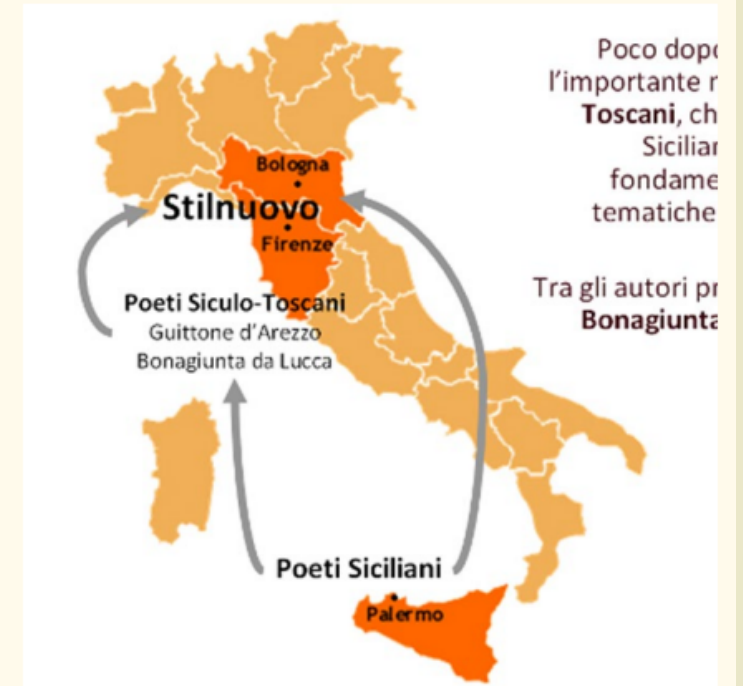 Poco dopo
l'importante
Toscani, ch
Sicilian
fondame
tematiche
Tra gli autori pr
Bonagiunta
Bologna
Stilnuovo
Firenze
Poeti Siculo-Toscani
Guittone d'Arezzo
Bonagiunta da Lucca
Poeti Siciliani
Palermo